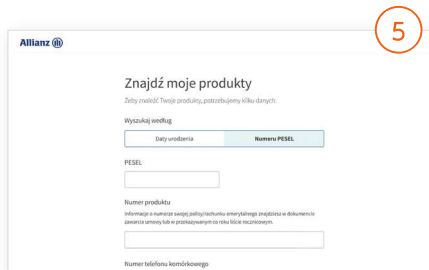 5
Allianz
Znajdź moje produkty
Żeby znaleźć Twoje produkty, potrzebujemy kilku danych.
Wyszukaj według
Daty urodzenia Numeru PESEL
PESEL
Numer produktu
Informacje o numerze swojej polisy/rachunku emerytalnego znajdziesz w dokumencie
zawarcia umowy lub w przekazywanym co roku liście rocznicowym.
Numer telefonu komórkowego